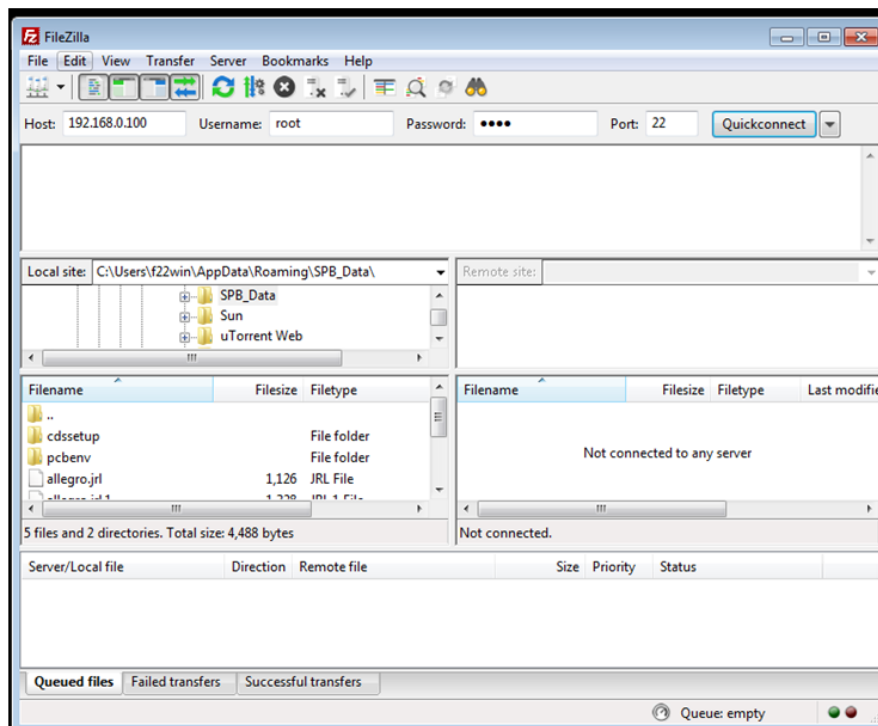 FileZilla
File Edit View Transfer Server Bookmarks Help
Host: 192.168.0.100 Username: root Password: •••• Port: 22 Quickconnect
Local site: C:\Users\f22win\AppData\Roaming\SPB_Data\ Remote site:
SPB_Data
Sun
uTorrent Web
Filename Filesize Filetype Filename Filesize Filetype Last modifie
..
cdssetup File folder
pcbenv File folder Not connected to any server
allegro.jrl 1,126 JRL File
5 files and 2 directories. Total size: 4,488 bytes Not connected.
Server/Local file Direction Remote file Size Priority Status
Queued files Failed transfers Successful transfers
Queue: empty